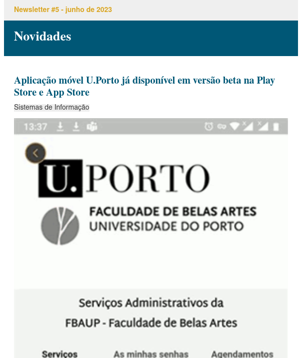 Newsletter #5 - junho de 2023
Novidades
Aplicação móvel U.Porto já disponível em versão beta na Play
Store e App Store
Sistemas de Informação
13:37
U.PORTO
FACULDADE DE BELAS ARTES
UNIVERSIDADE DO PORTO
Serviços Administrativos da
FBAUP - Faculdade de Belas Artes
Serviços As minhas senhas Agendamentos